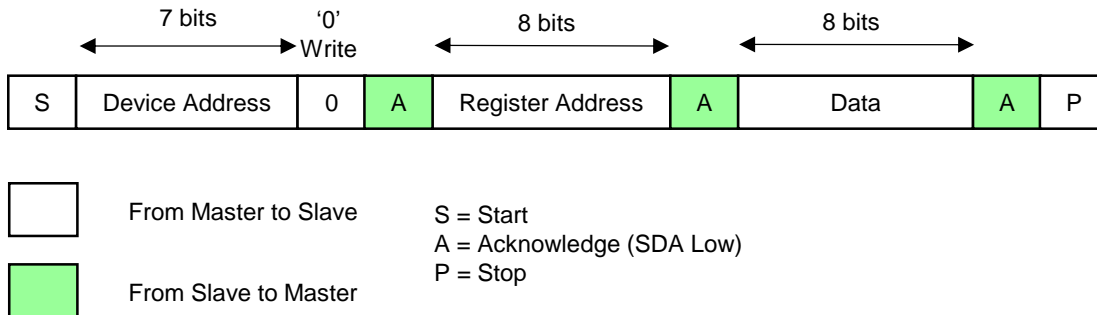 7 bits
‘0’
Write
8 bits
8 bits
S Device Address 0 A Register Address A Data A P
From Master to Slave
From Slave to Master
S = Start
A = Acknowledge (SDA Low)
P = Stop